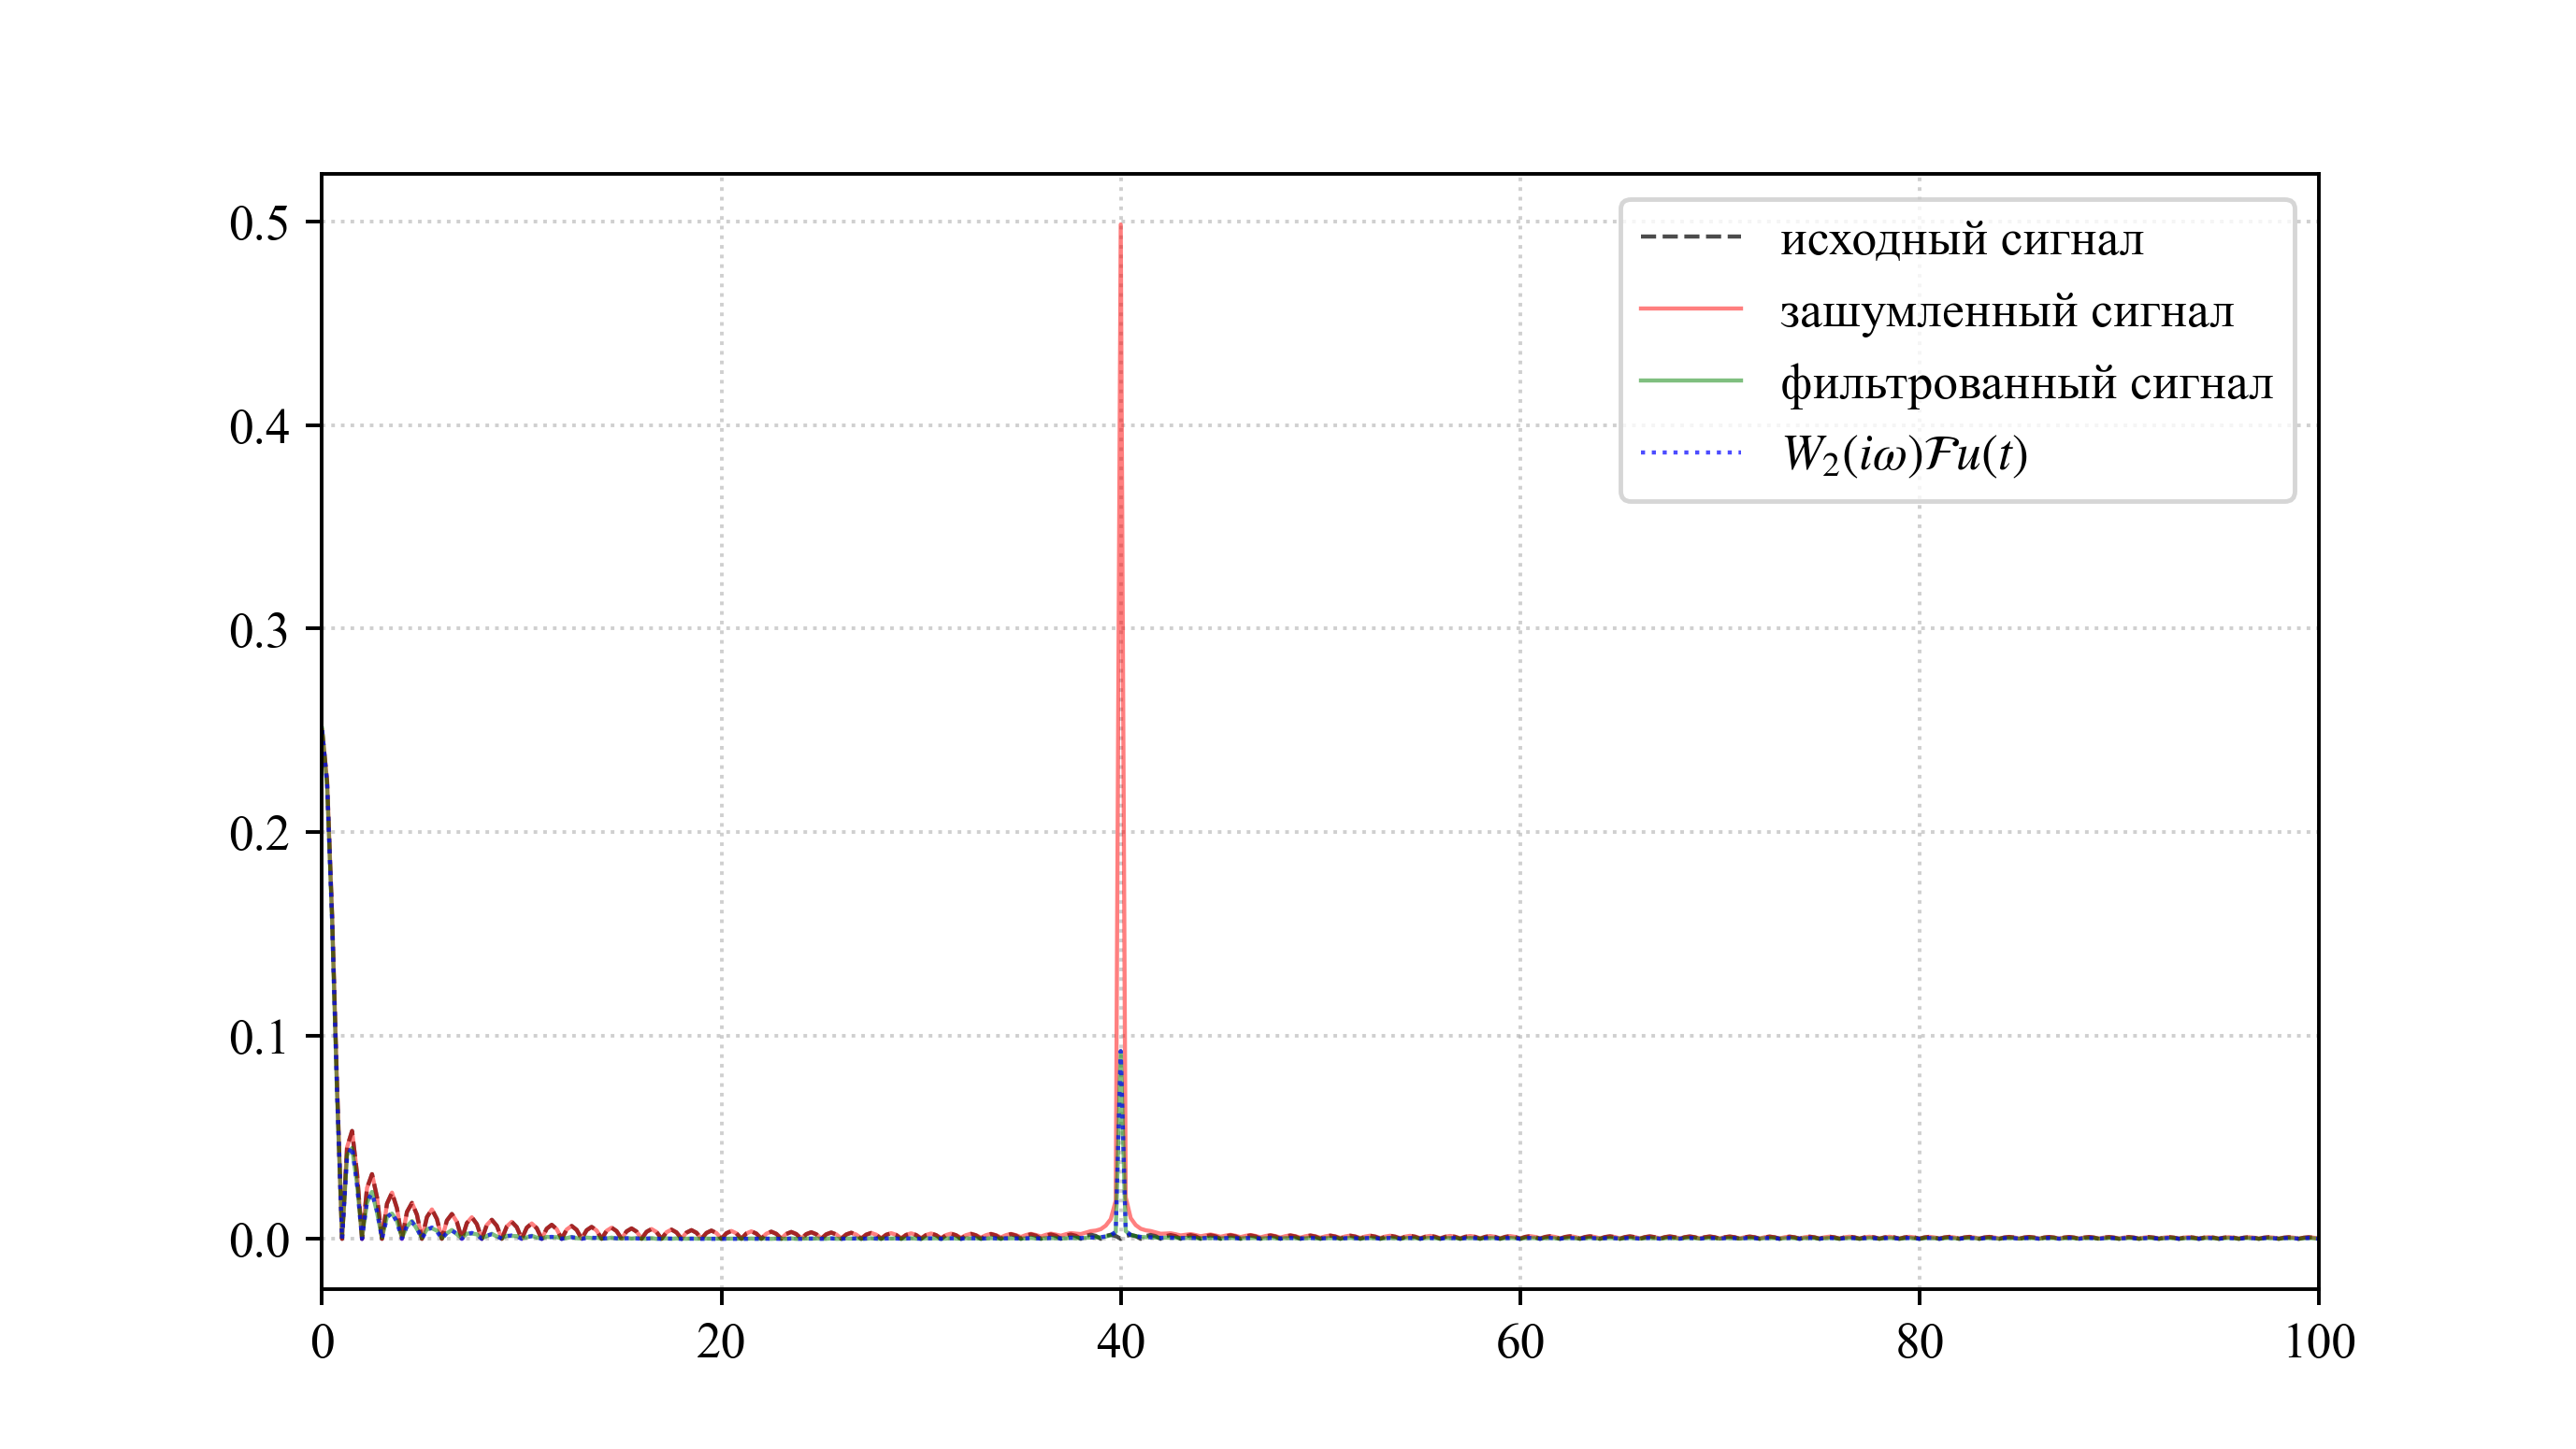 0.5
0.4
0.3
0.2
0.1
0.0
0 20 40 60 80 100
исходный сигнал
зашумленный сигнал
фильтрованный сигнал
W₂(iω)ℱu(t)